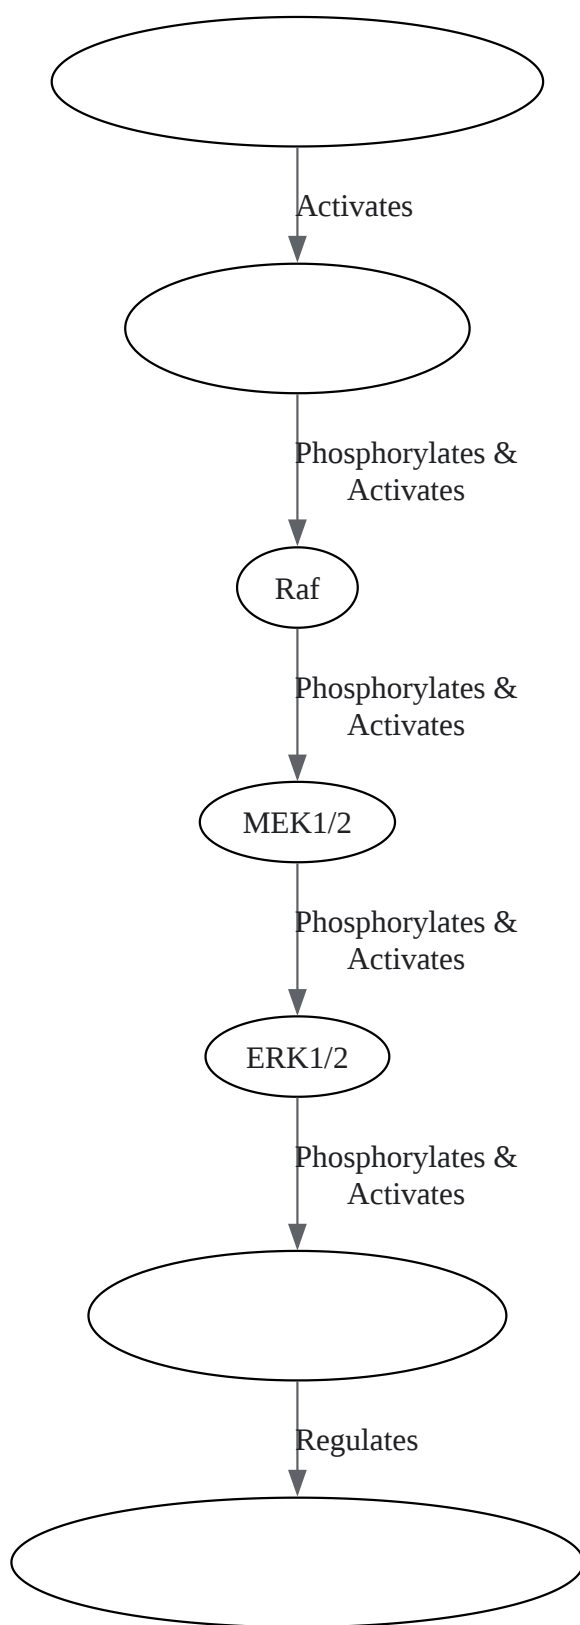 Activates
Phosphorylates &
Activates
Raf
Phosphorylates &
Activates
MEK1/2
Phosphorylates &
Activates
ERK1/2
Phosphorylates &
Activates
Regulates